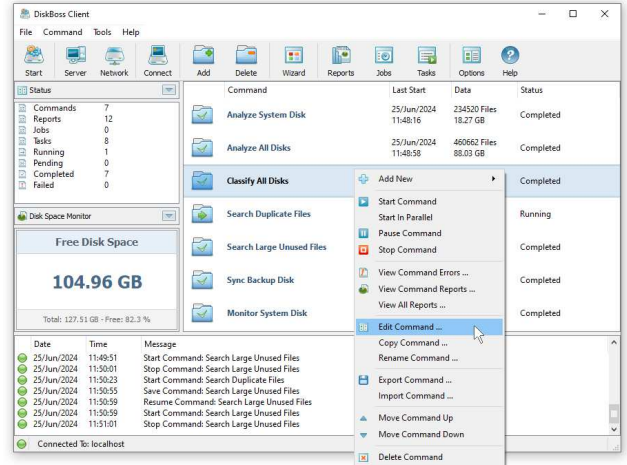 DiskBoss Client
File Command Tools Help
Start Server Network Connect Add Delete Wizard Reports Jobs Tasks Options Help
Status
Commands 7
Reports 12
Jobs 0
Tasks 8
Running 1
Pending 0
Completed 7
Failed 0
Disk Space Monitor
Free Disk Space
104.96 GB
Total: 127.51 GB - Free: 82.3 %
Command Last Start Data Status
Analyze System Disk 25/Jun/2024 11:48:16 234520 Files 18.27 GB Completed
Analyze All Disks 25/Jun/2024 11:48:58 460662 Files 88.03 GB Completed
Classify All Disks Completed
Search Duplicate Files Running
Search Large Unused Files Completed
Sync Backup Disk Completed
Monitor System Disk Completed
Add New
Start Command
Start In Parallel
Pause Command
Stop Command
View Command Errors ...
View Command Reports ...
View All Reports ...
Edit Command ...
Copy Command ...
Rename Command ...
Export Command ...
Import Command ...
Move Command Up
Move Command Down
Delete Command
Date Time Message
25/Jun/2024 11:49:51 Start Command: Search Large Unused Files
25/Jun/2024 11:50:01 Stop Command: Search Large Unused Files
25/Jun/2024 11:50:23 Start Command: Search Duplicate Files
25/Jun/2024 11:50:55 Save Command: Search Large Unused Files
25/Jun/2024 11:50:59 Resume Command: Search Large Unused Files
25/Jun/2024 11:50:59 Start Command: Search Large Unused Files
25/Jun/2024 11:51:01 Stop Command: Search Large Unused Files
Connected To: localhost